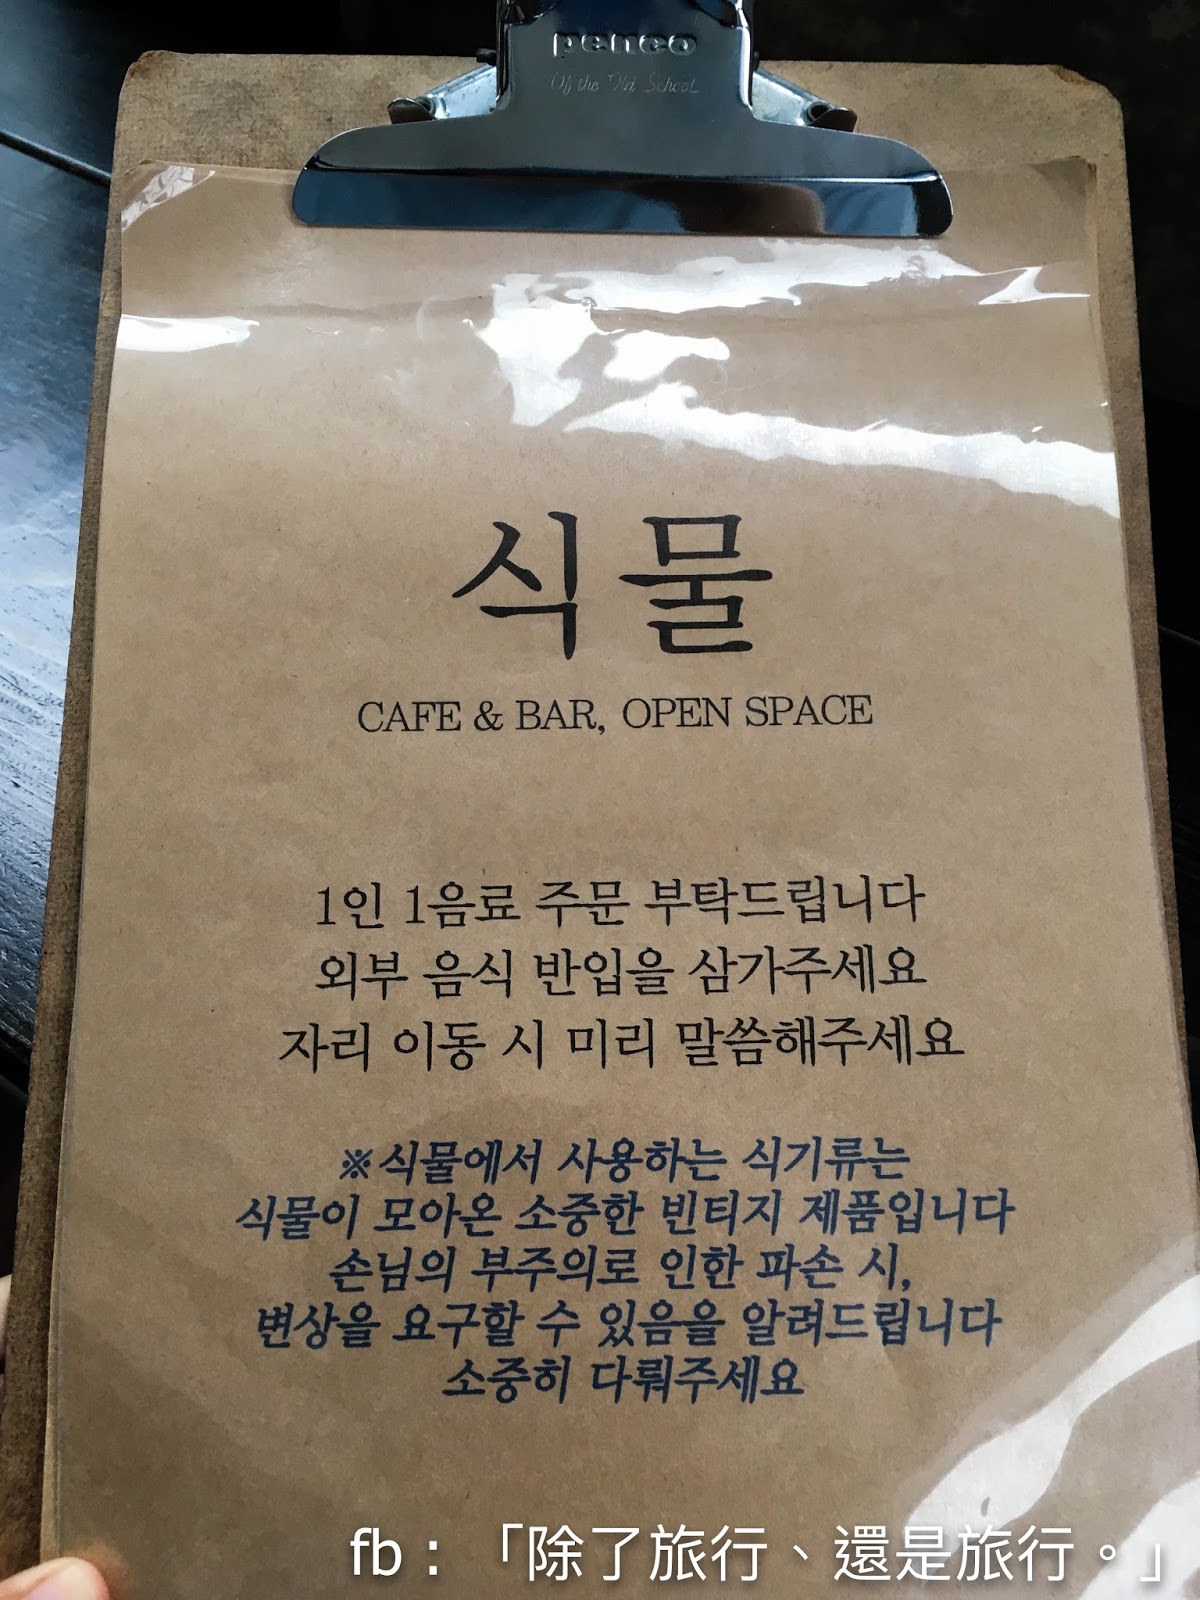 penco
Of the Old School
식물
CAFE & BAR, OPEN SPACE
1인 1음료 주문 부탁드립니다
외부 음식 반입을 삼가주세요
자리 이동 시 미리 말씀해주세요
※식물에서 사용하는 식기류는
식물이 모아온 소중한 빈티지 제품입니다
손님의 부주의로 인한 파손 시,
변상을 요구할 수 있음을 알려드립니다
소중히 다뤄주세요
fb：「除了旅行、還是旅行。」